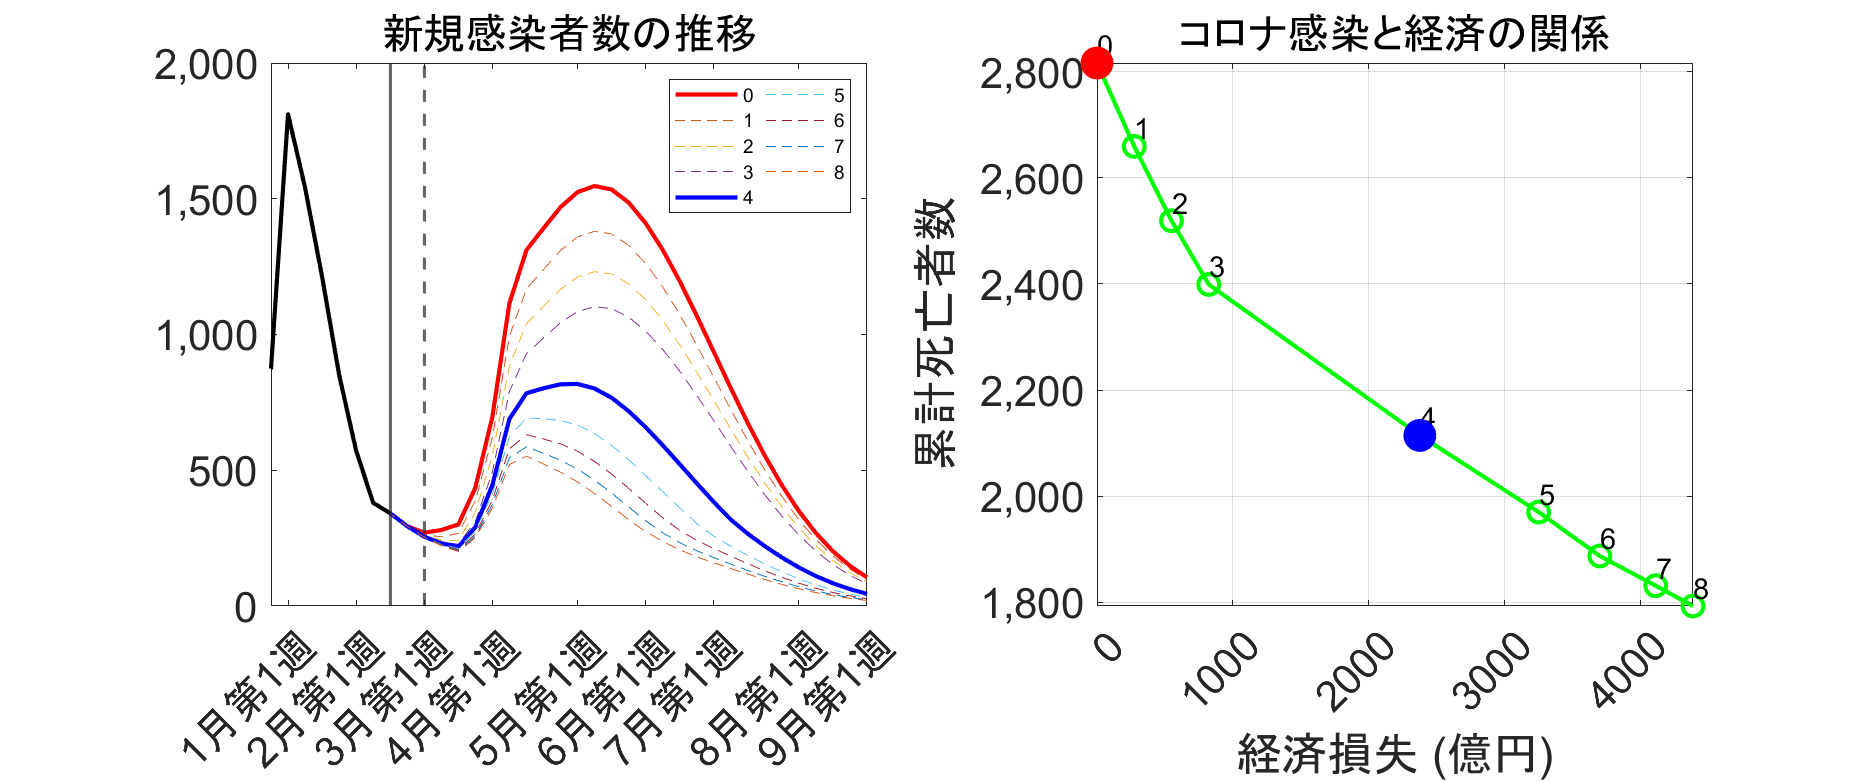 新規感染者数の推移
2,000
1,500
1,000
500
0
0
1
2
3
4
5
6
7
8
1月第1週
2月第1週
3月第1週
4月第1週
5月第1週
6月第1週
7月第1週
8月第1週
9月第1週
コロナ感染と経済の関係
累計死亡者数
2,800
2,600
2,400
2,200
2,000
1,800
0
1
2
3
4
5
6
7
8
0
1000
2000
3000
4000
経済損失 (億円)